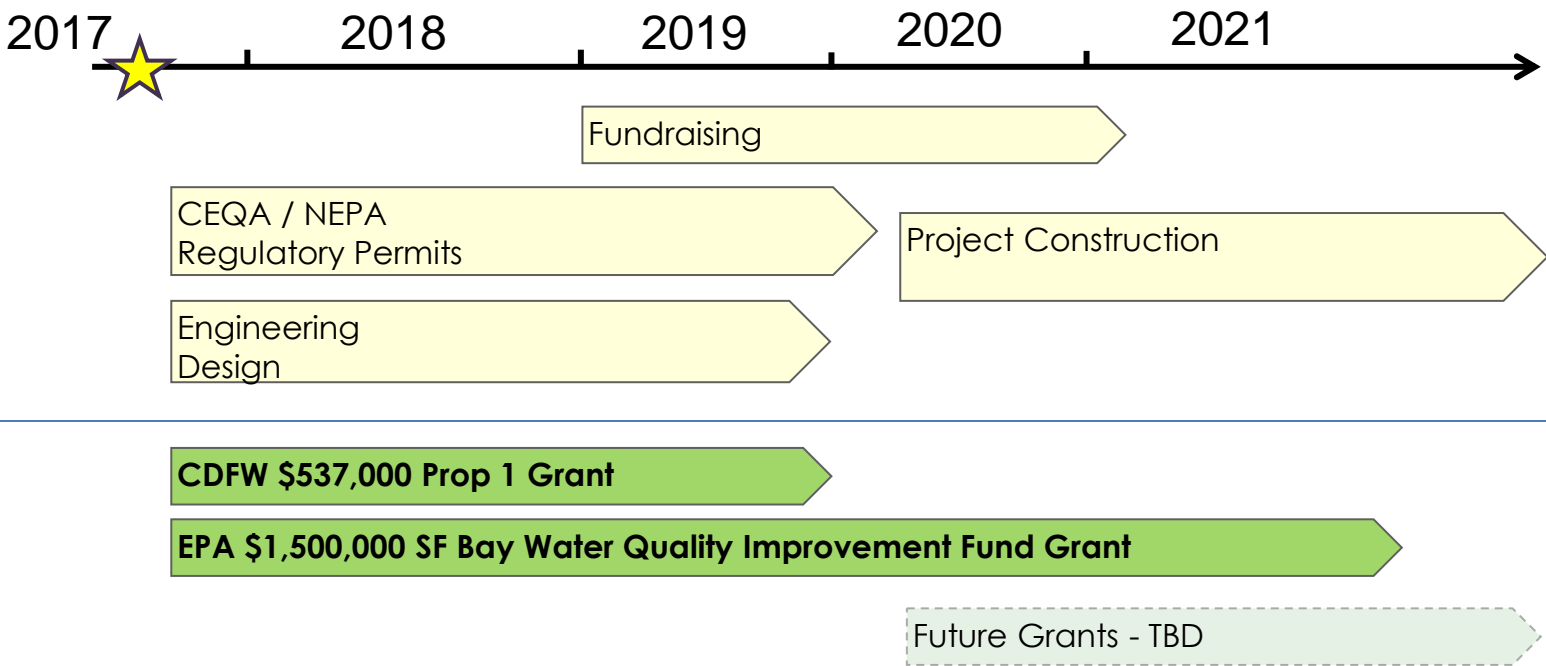 2017
2018
2019
2020
2021
Fundraising
CEQA / NEPA
Regulatory Permits
Project Construction
Engineering
Design
CDFW $537,000 Prop 1 Grant
EPA $1,500,000 SF Bay Water Quality Improvement Fund Grant
Future Grants - TBD